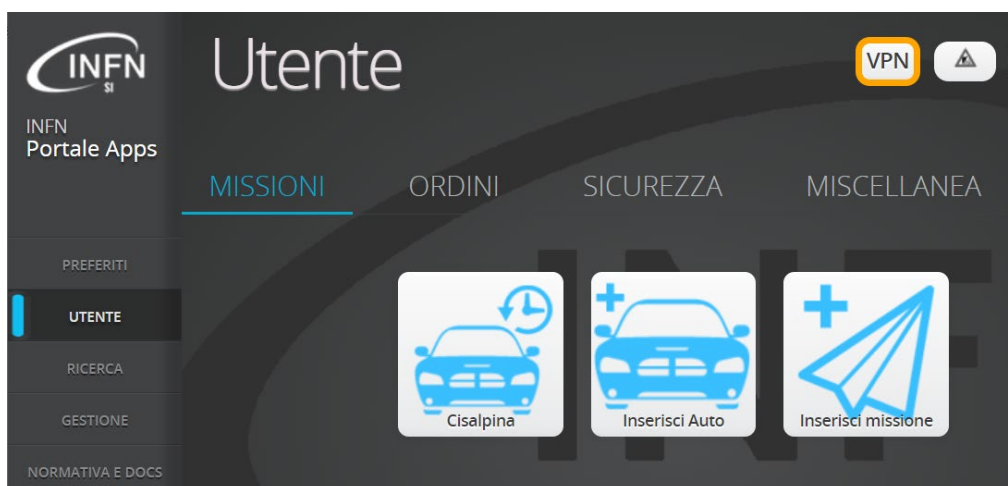 INFN
SI
INFN
Portale Apps
PREFERITI
UTENTE
RICERCA
GESTIONE
NORMATIVA E DOCS
Utente
VPN
MISSIONI
ORDINI
SICUREZZA
MISCELLANEA
Cisalpina
Inserisci Auto
Inserisci missione
INF